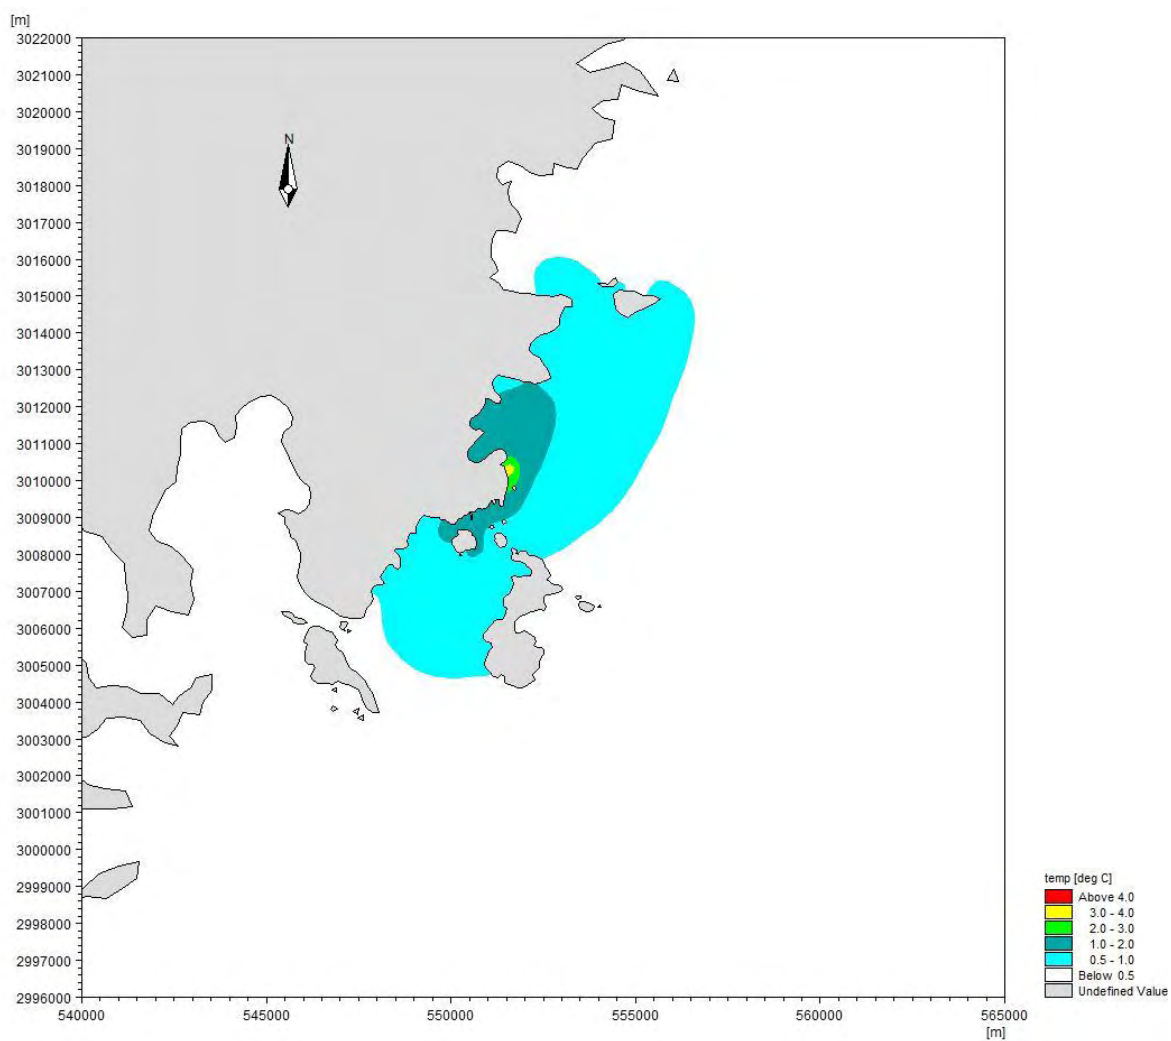 [m]
3022000
3021000
3020000
3019000
3018000
3017000
3016000
3015000
3014000
3013000
3012000
3011000
3010000
3009000
3008000
3007000
3006000
3005000
3004000
3003000
3002000
3001000
3000000
2999000
2998000
2997000
2996000
N
540000 545000 550000 555000 560000 565000
[m]
temp [deg C]
Above 4.0
3.0 - 4.0
2.0 - 3.0
1.0 - 2.0
0.5 - 1.0
Below 0.5
Undefined Value